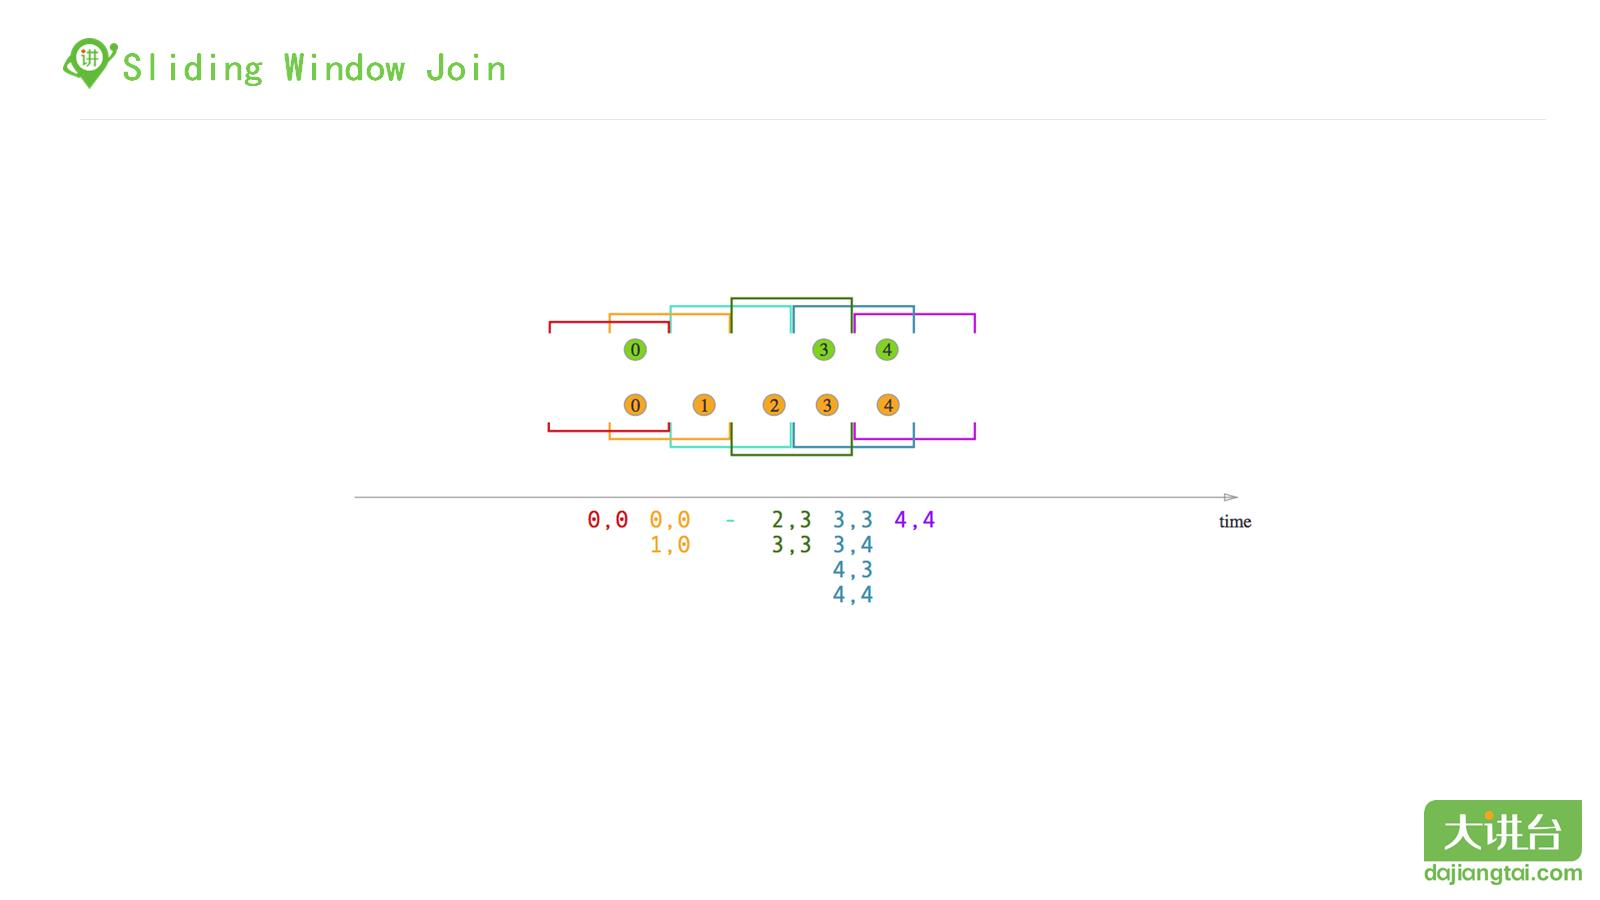 讲
Sliding Window Join
0 3 4
0 1 2 3 4
0,0 0,0 - 2,3 3,3 4,4
time
1,0 3,3 3,4
4,3
4,4
大讲台
dajiangtai.com